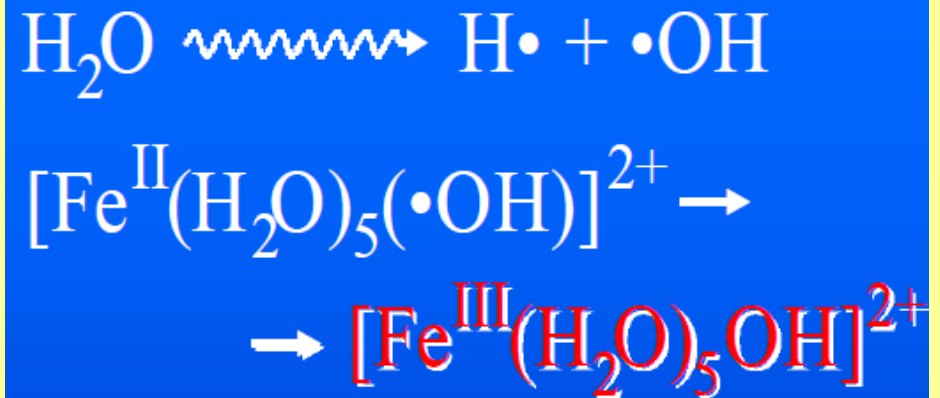 H₂O ⟿ H• + •OH
[Feᴵᴵ(H₂O)₅(•OH)]²⁺ →
→ [Feᴵᴵᴵ(H₂O)₅OH]²⁺